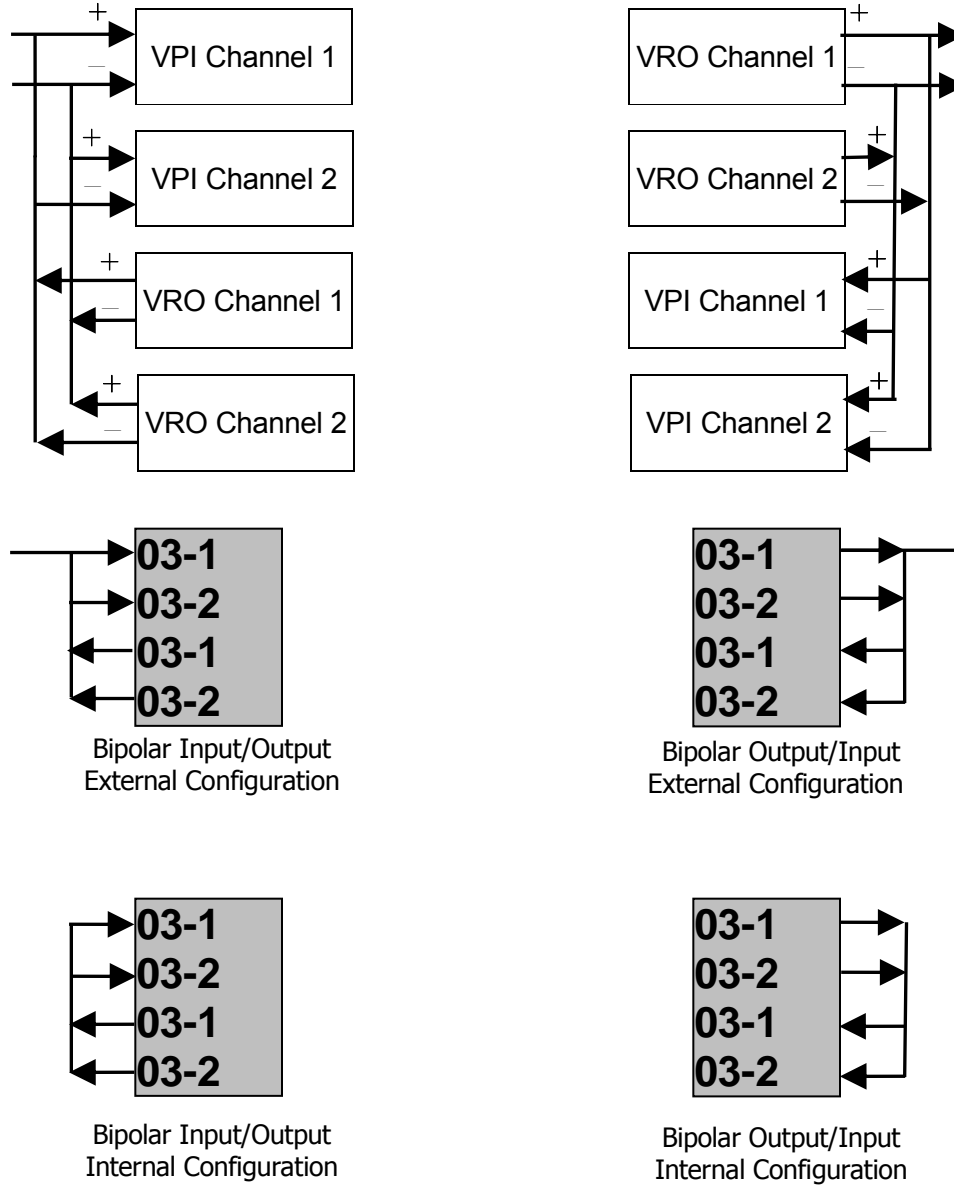 +
VPI Channel 1
_
+
VPI Channel 2
_
+
VRO Channel 1
_
+
VRO Channel 2
_
+
VRO Channel 1
_
+
VRO Channel 2
_
+
VPI Channel 1
_
+
VPI Channel 2
_
03-1
03-2
03-1
03-2
Bipolar Input/Output
External Configuration
03-1
03-2
03-1
03-2
Bipolar Output/Input
External Configuration
03-1
03-2
03-1
03-2
Bipolar Input/Output
Internal Configuration
03-1
03-2
03-1
03-2
Bipolar Output/Input
Internal Configuration